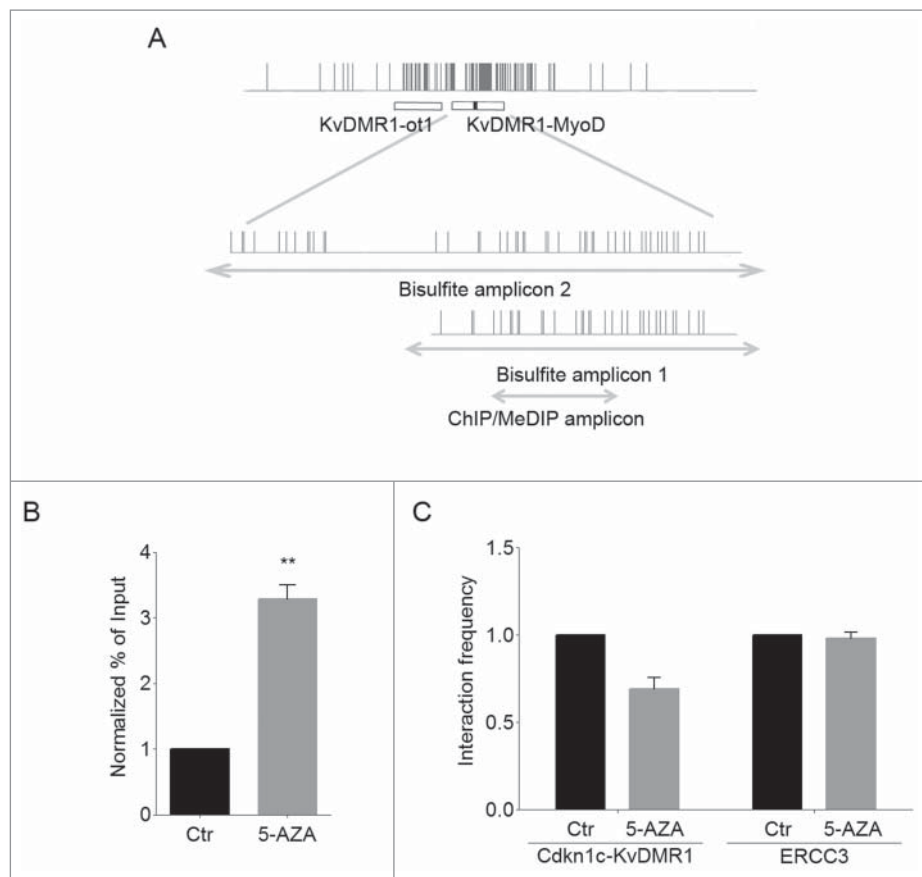 A
KvDMR1-ot1 KvDMR1-MyoD
Bisulfite amplicon 2
Bisulfite amplicon 1
ChIP/MeDIP amplicon
B
Normalized % of Input
4
3
2
1
0
**
Ctr 5-AZA
C
Interaction frequency
1.5
1.0
0.5
0.0
Ctr 5-AZA Ctr 5-AZA
Cdkn1c-KvDMR1 ERCC3